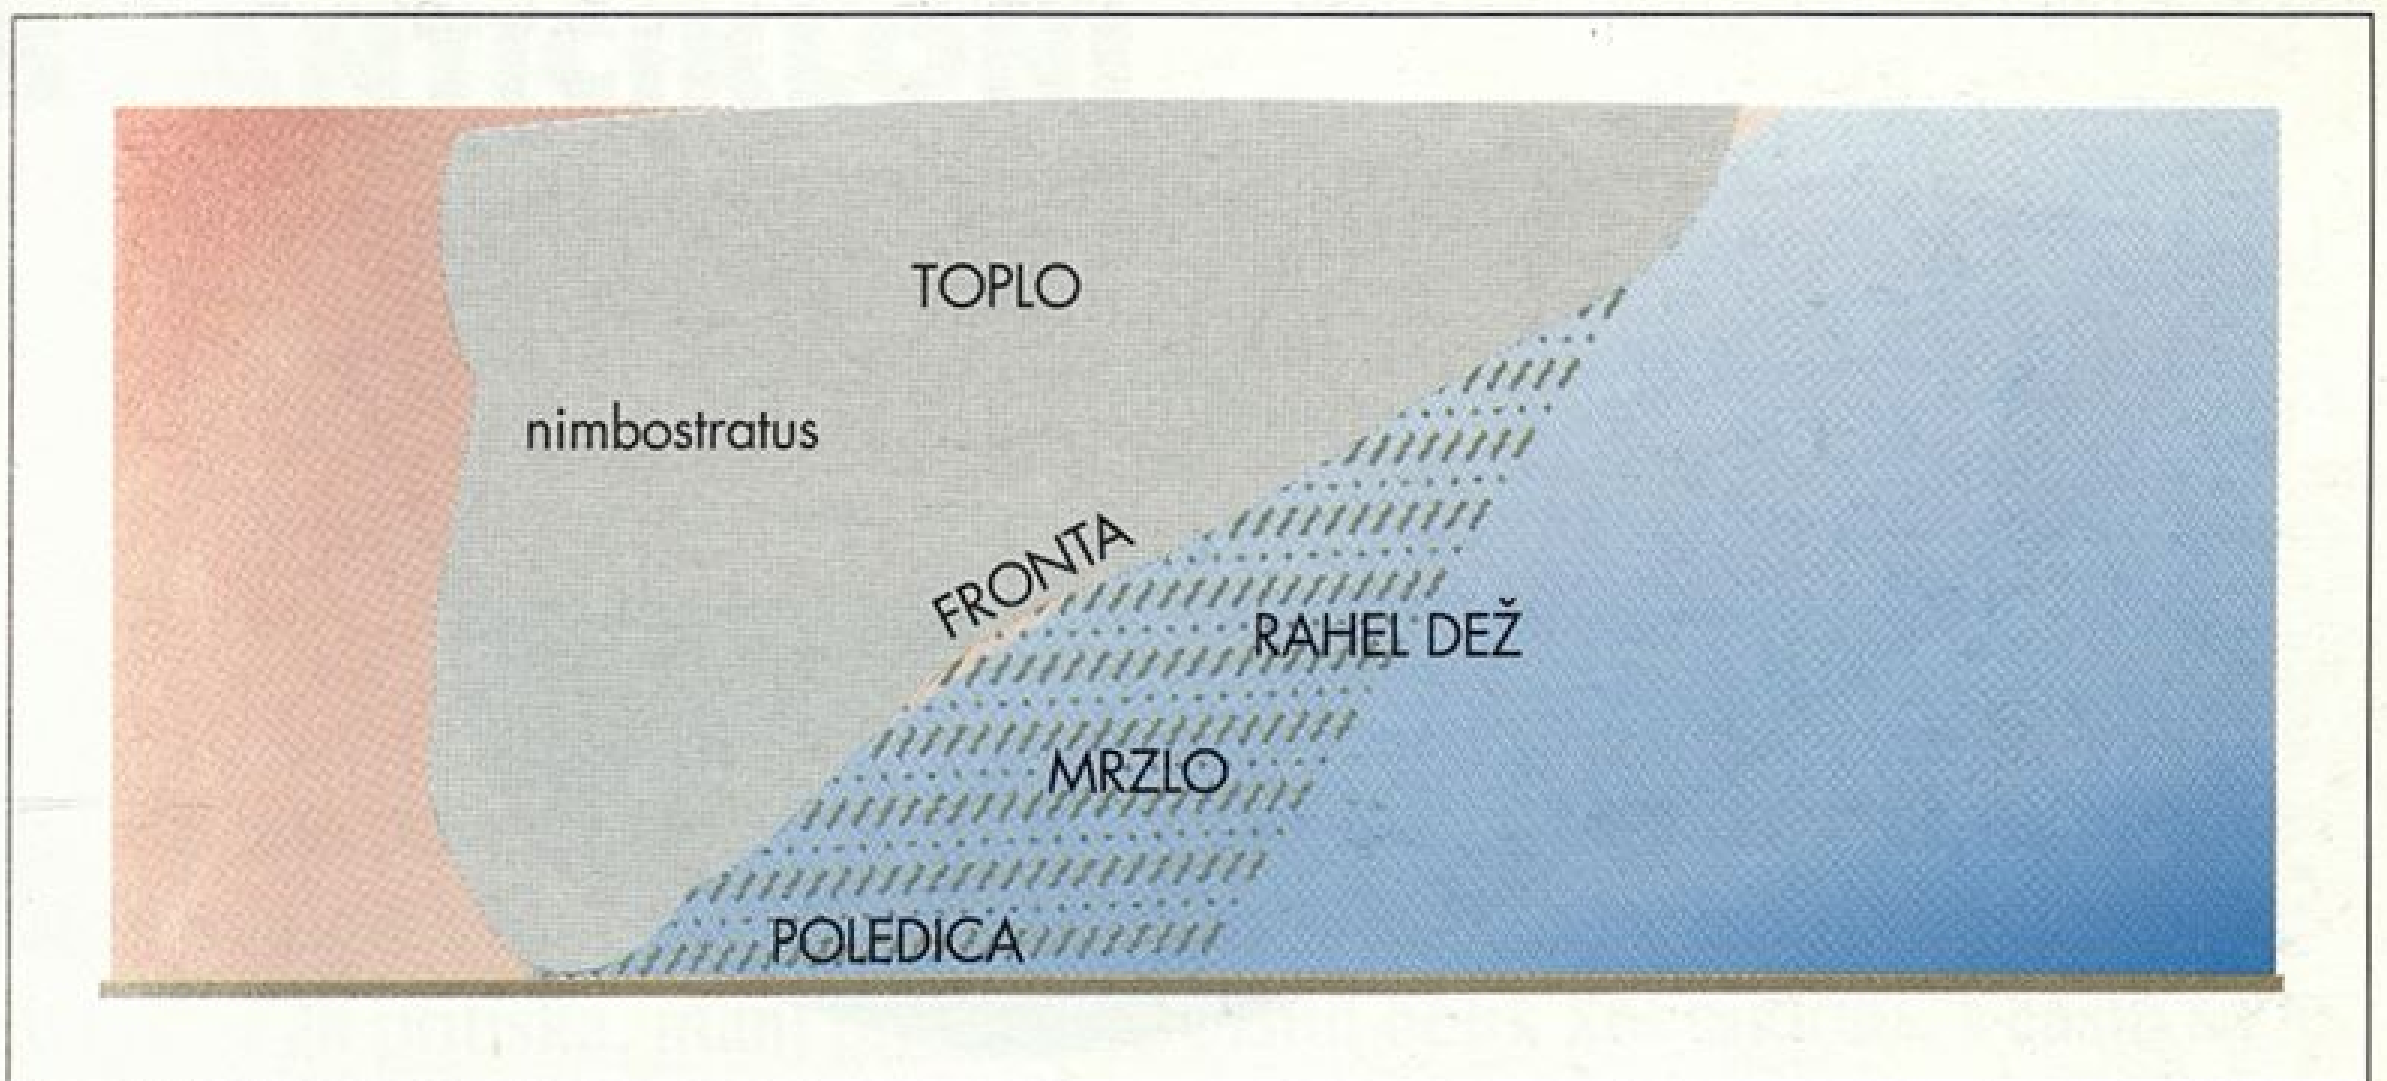 TOPLO
nimbostratus
FRONTA
RAHEL DEŽ
MRZLO
POLEDICA